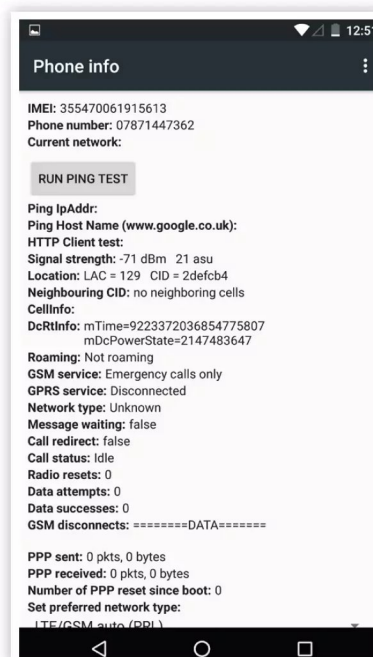 12:51
Phone info
IMEI: 355470061915613
Phone number: 07871447362
Current network:
RUN PING TEST
Ping IpAddr:
Ping Host Name (www.google.co.uk):
HTTP Client test:
Signal strength: -71 dBm   21 asu
Location: LAC = 129   CID = 2defcb4
Neighbouring CID: no neighboring cells
CellInfo:
DcRtInfo: mTime=9223372036854775807
mDcPowerState=2147483647
Roaming: Not roaming
GSM service: Emergency calls only
GPRS service: Disconnected
Network type: Unknown
Message waiting: false
Call redirect: false
Call status: Idle
Radio resets: 0
Data attempts: 0
Data successes: 0
GSM disconnects: ========DATA=======
PPP sent: 0 pkts, 0 bytes
PPP received: 0 pkts, 0 bytes
Number of PPP reset since boot: 0
Set preferred network type:
LTE/GSM auto (PRL)